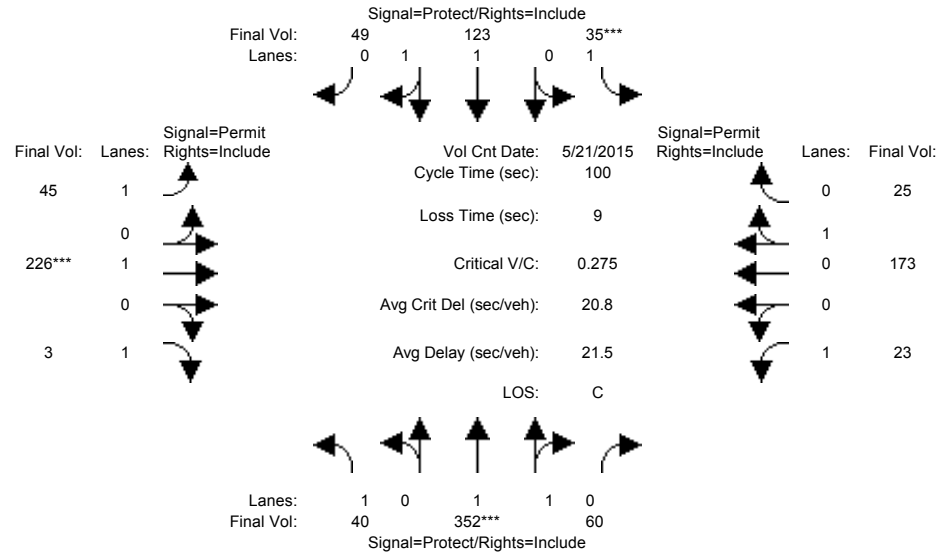 Signal=Protect/Rights=Include
Final Vol: 49 123 35***
Lanes: 0 1 1 0 1
Signal=Permit Signal=Permit
Final Vol: Lanes: Rights=Include Vol Cnt Date: 5/21/2015 Rights=Include Lanes: Final Vol:
Cycle Time (sec): 100
45 1 0 25
Loss Time (sec): 9
0 1
226*** 1 Critical V/C: 0.275 0 173
0 Avg Crit Del (sec/veh): 20.8 0
3 1 Avg Delay (sec/veh): 21.5 1 23
LOS: C
Lanes: 1 0 1 1 0
Final Vol: 40 352*** 60
Signal=Protect/Rights=Include